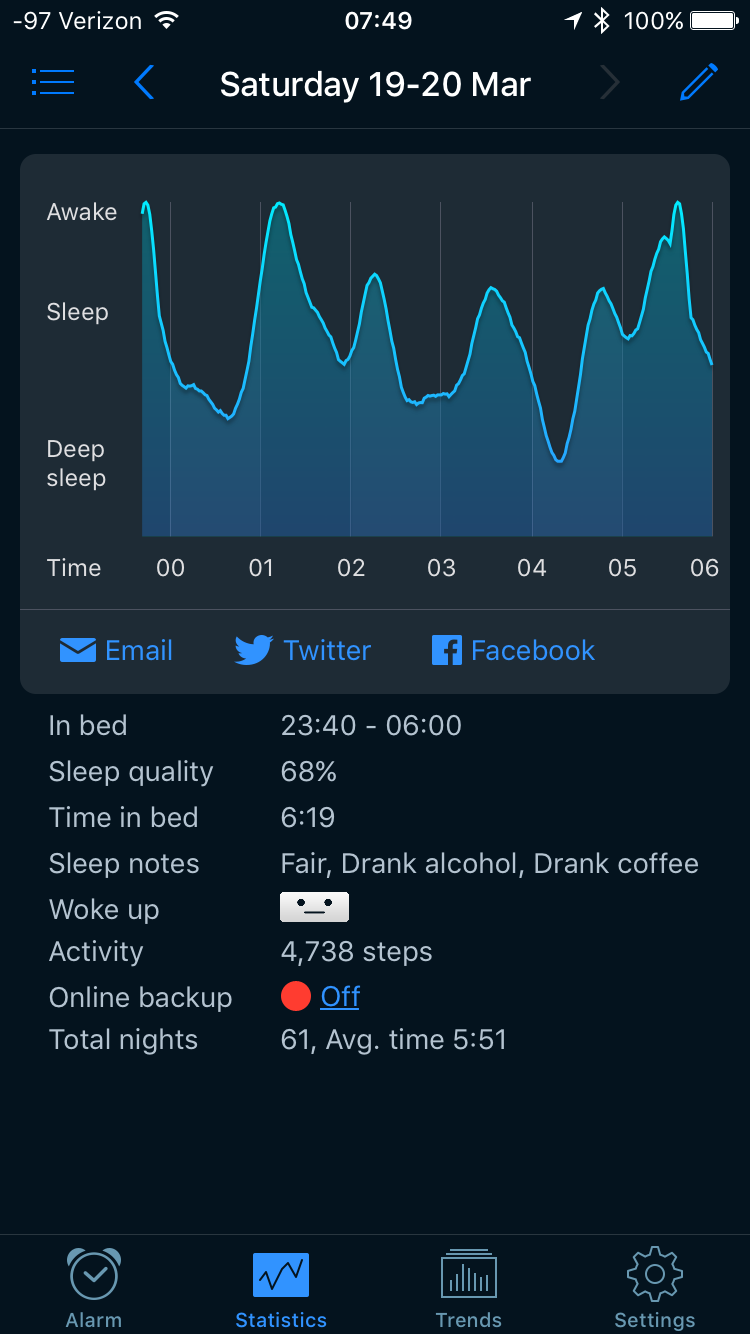 -97 Verizon 07:49 100%
Saturday 19-20 Mar
Awake
Sleep
Deep
sleep
Time 00 01 02 03 04 05 06
Email Twitter Facebook
In bed 23:40 - 06:00
Sleep quality 68%
Time in bed 6:19
Sleep notes Fair, Drank alcohol, Drank coffee
Woke up
Activity 4,738 steps
Online backup Off
Total nights 61, Avg. time 5:51
Alarm Statistics Trends Settings